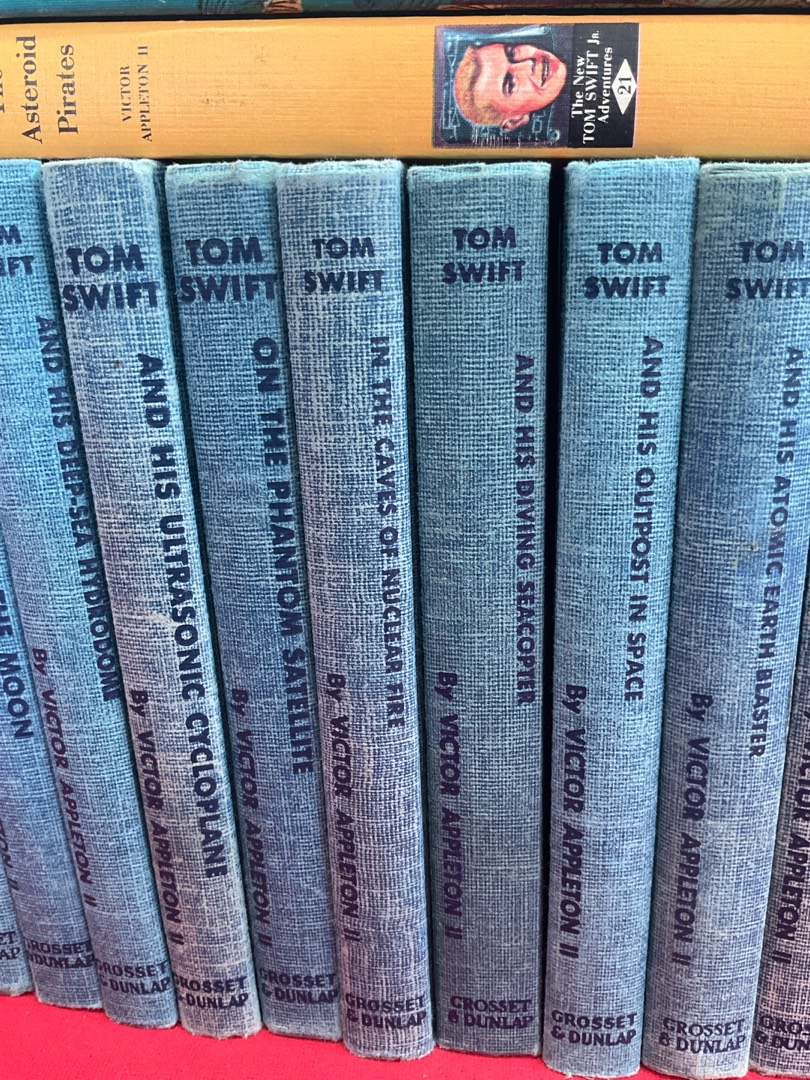 Asteroid
Pirates
VICTOR
APPLETON II
The New
TOM SWIFT Jr.
Adventures
21
THE MOON
AND HIS DEEP-SEA HYDRODOME
By VICTOR APPLETON II
GROSSET
& DUNLAP
TOM
SWIFT
AND HIS ULTRASONIC CYCLOPLANE
By VICTOR APPLETON II
GROSSET
& DUNLAP
TOM
SWIFT
ON THE PHANTOM SATELLITE
By VICTOR APPLETON II
GROSSET
& DUNLAP
TOM
SWIFT
IN THE CAVES OF NUCLEAR FIRE
By VICTOR APPLETON II
GROSSET
& DUNLAP
TOM
SWIFT
AND HIS DIVING SEACOPTER
By VICTOR APPLETON II
GROSSET
& DUNLAP
TOM
SWIFT
AND HIS OUTPOST IN SPACE
By VICTOR APPLETON II
GROSSET
& DUNLAP
TOM
SWIFT
AND HIS ATOMIC EARTH BLASTER
By VICTOR APPLETON II
GROSSET
& DUNLAP